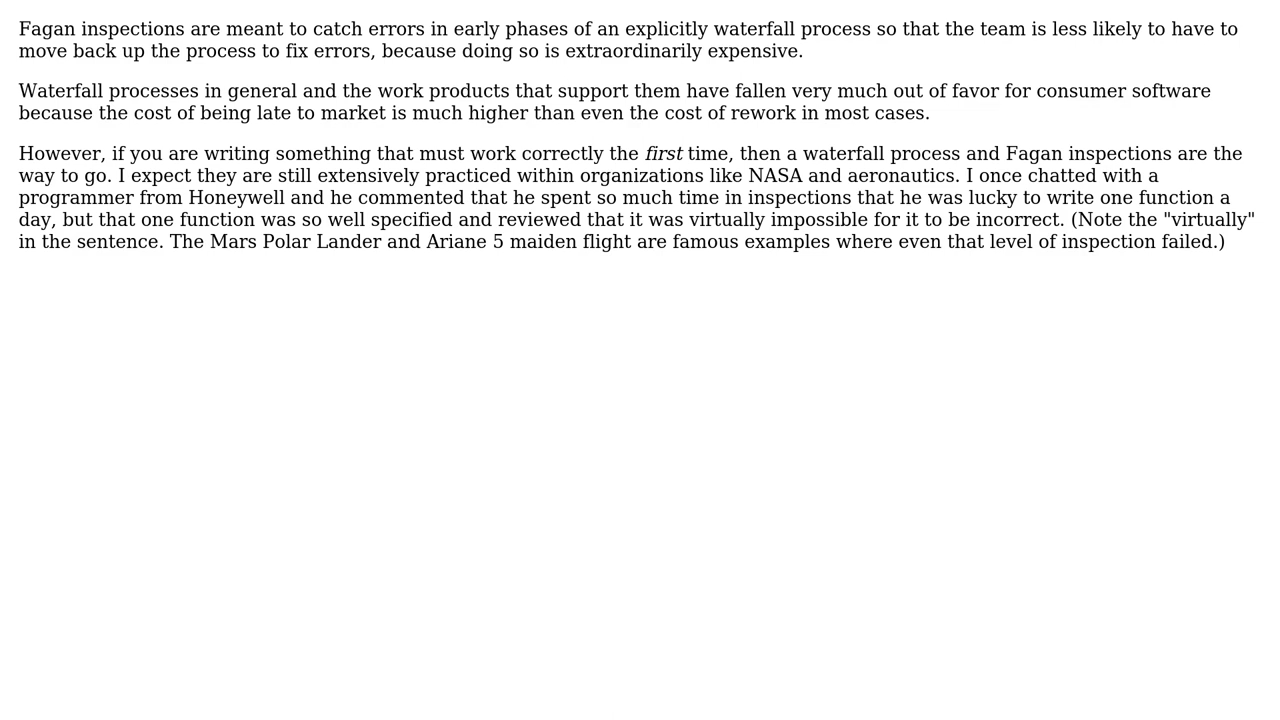 Fagan inspections are meant to catch errors in early phases of an explicitly waterfall process so that the team is less likely to have to
move back up the process to fix errors, because doing so is extraordinarily expensive.
Waterfall processes in general and the work products that support them have fallen very much out of favor for consumer software
because the cost of being late to market is much higher than even the cost of rework in most cases.
However, if you are writing something that must work correctly the first time, then a waterfall process and Fagan inspections are the
way to go. I expect they are still extensively practiced within organizations like NASA and aeronautics. I once chatted with a
programmer from Honeywell and he commented that he spent so much time in inspections that he was lucky to write one function a
day, but that one function was so well specified and reviewed that it was virtually impossible for it to be incorrect. (Note the "virtually"
in the sentence. The Mars Polar Lander and Ariane 5 maiden flight are famous examples where even that level of inspection failed.)